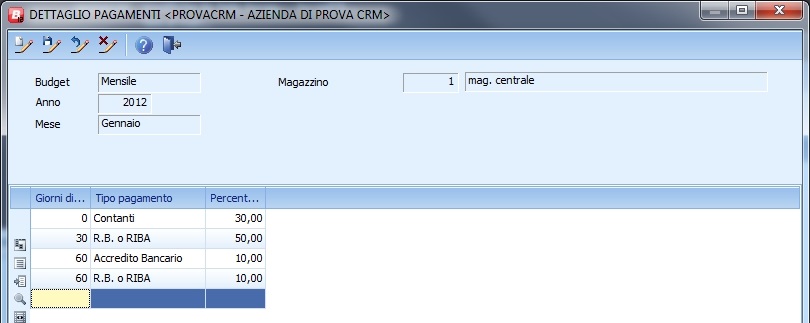 DETTAGLIO PAGAMENTI <PROVACRM - AZIENDA DI PROVA CRM>
Budget Mensile Magazzino 1 mag. centrale
Anno 2012
Mese Gennaio
Giorni di... Tipo pagamento Percent...
0 Contanti 30,00
30 R.B. o RIBA 50,00
60 Accredito Bancario 10,00
60 R.B. o RIBA 10,00